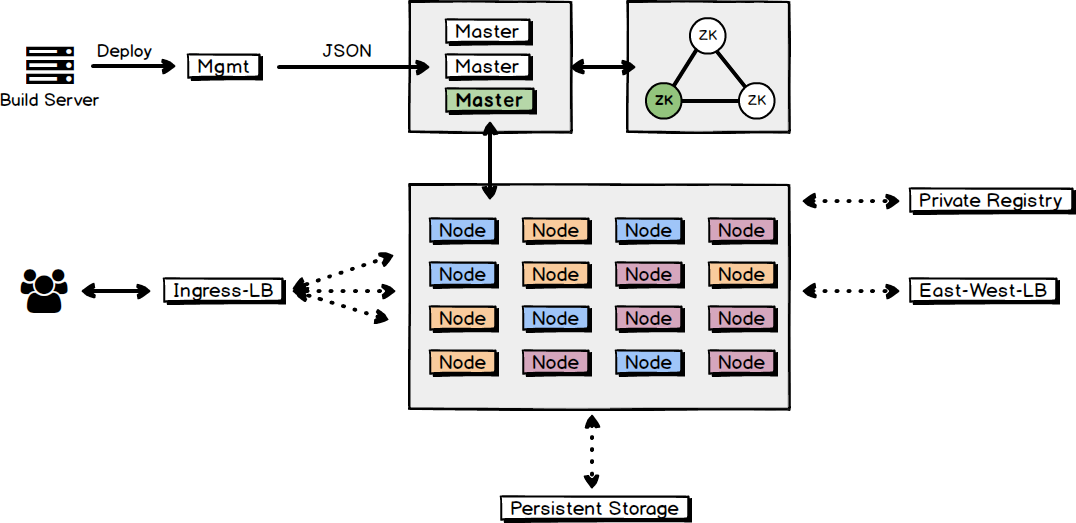 Master
ZK
Deploy
JSON
Mgmt
Master
Build Server
Master
ZK
ZK
Private Registry
Node
Node
Node
Node
Node
Node
Node
Node
Ingress-LB
East-West-LB
Node
Node
Node
Node
Node
Node
Node
Node
Persistent Storage